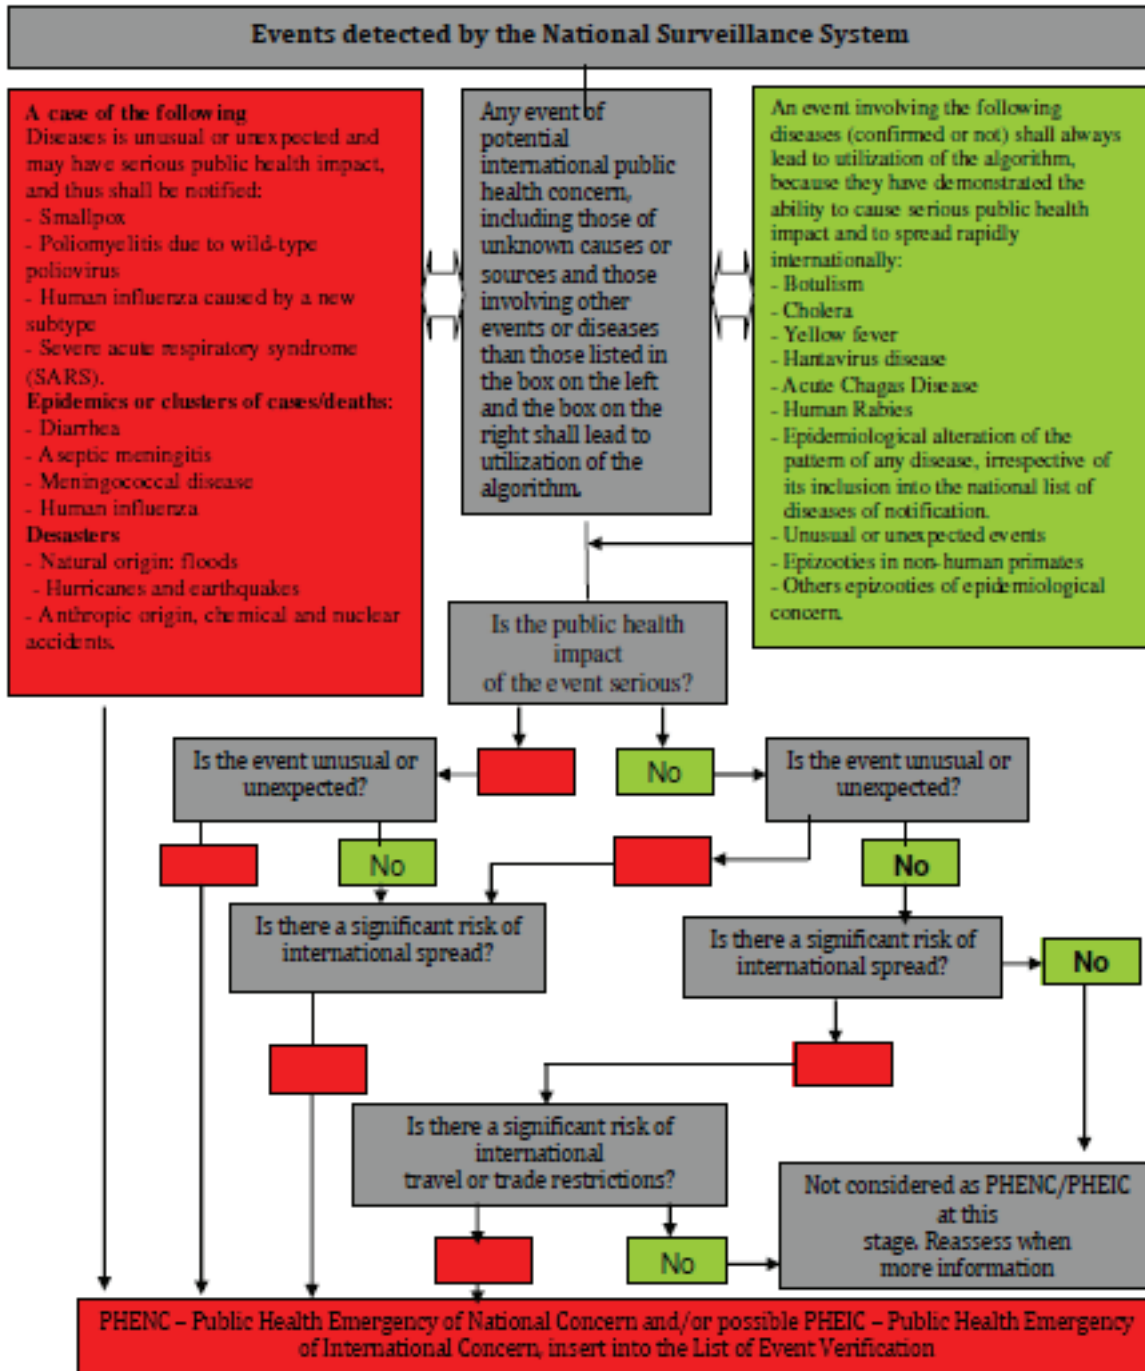 Events detected by the National Surveillance System
A case of the following
Diseases is unusual or unexpected and
may have serious public health impact,
and thus shall be notified:
- Smallpox
- Poliomyelitis due to wild-type
poliovirus
- Human influenza caused by a new
subtype
- Severe acute respiratory syndrome
(SARS).
Epidemics or clusters of cases/deaths:
- Diarrhea
- Aseptic meningitis
- Meningococcal disease
- Human influenza
Desasters
- Natural origin: floods
- Hurricanes and earthquakes
- Anthropic origin, chemical and nuclear
accidents.
Any event of
potential
international public
health concern,
including those of
unknown causes or
sources and those
involving other
events or diseases
than those listed in
the box on the left
and the box on the
right shall lead to
utilization of the
algorithm.
An event involving the following
diseases (confirmed or not) shall always
lead to utilization of the algorithm,
because they have demonstrated the
ability to cause serious public health
impact and to spread rapidly
internationally:
- Botulism
- Cholera
- Yellow fever
- Hantavirus disease
- Acute Chagas Disease
- Human Rabies
- Epidemiological alteration of the
pattern of any disease, irrespective of
its inclusion into the national list of
diseases of notification.
- Unusual or unexpected events
- Epizooties in non-human primates
- Others epizooties of epidemiological
concern.
Is the public health
impact
of the event serious?
Is the event unusual or
unexpected?
No
Is the event unusual or
unexpected?
No
No
Is there a significant risk of
international spread?
Is there a significant risk of
international spread?
No
Is there a significant risk of
international
travel or trade restrictions?
No
Not considered as PHENC/PHEIC
at this
stage. Reassess when
more information
PHENC – Public Health Emergency of National Concern and/or possible PHEIC – Public Health Emergency
of International Concern, insert into the List of Event Verification